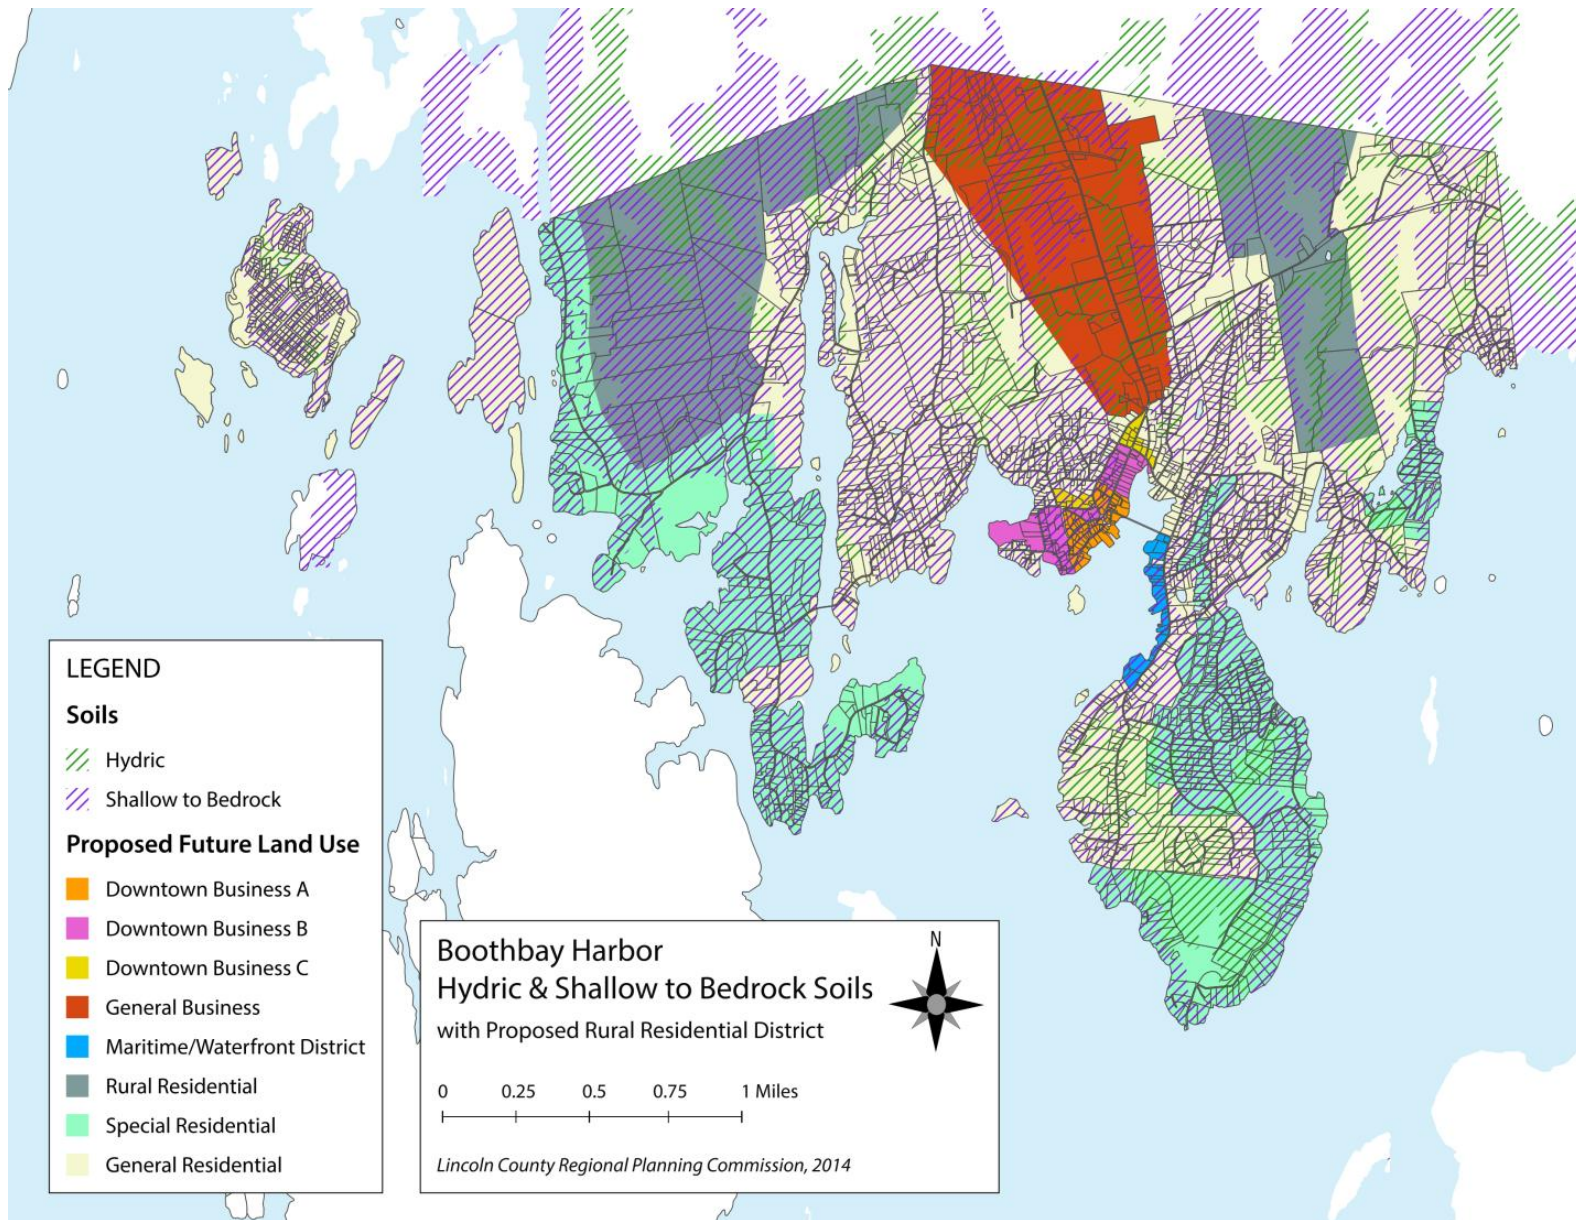 LEGEND
Soils
Hydric
Shallow to Bedrock
Proposed Future Land Use
Downtown Business A
Downtown Business B
Downtown Business C
General Business
Maritime/Waterfront District
Rural Residential
Special Residential
General Residential
Boothbay Harbor
Hydric & Shallow to Bedrock Soils
with Proposed Rural Residential District
N
0 0.25 0.5 0.75 1 Miles
Lincoln County Regional Planning Commission, 2014